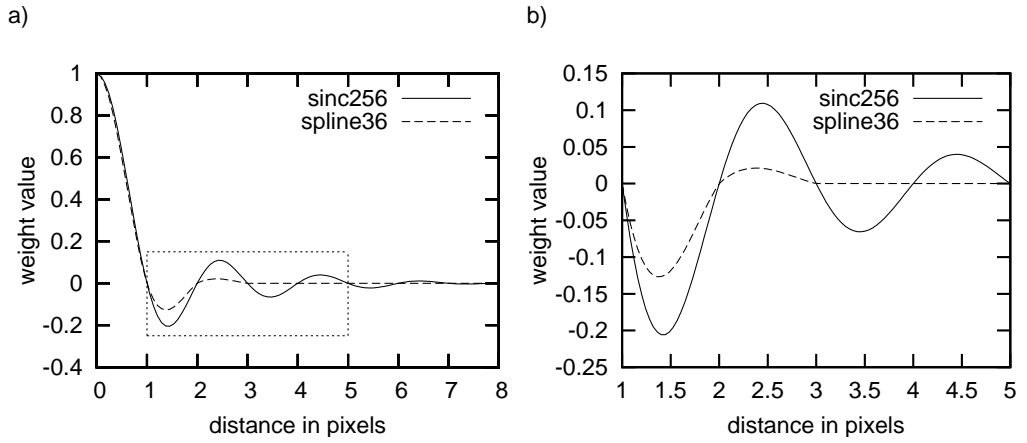 a)
1
0.8
0.6
0.4
0.2
0
-0.2
-0.4
weight value
sinc256
spline36
0 1 2 3 4 5 6 7 8
distance in pixels
b)
0.15
0.1
0.05
0
-0.05
-0.1
-0.15
-0.2
-0.25
weight value
sinc256
spline36
1 1.5 2 2.5 3 3.5 4 4.5 5
distance in pixels